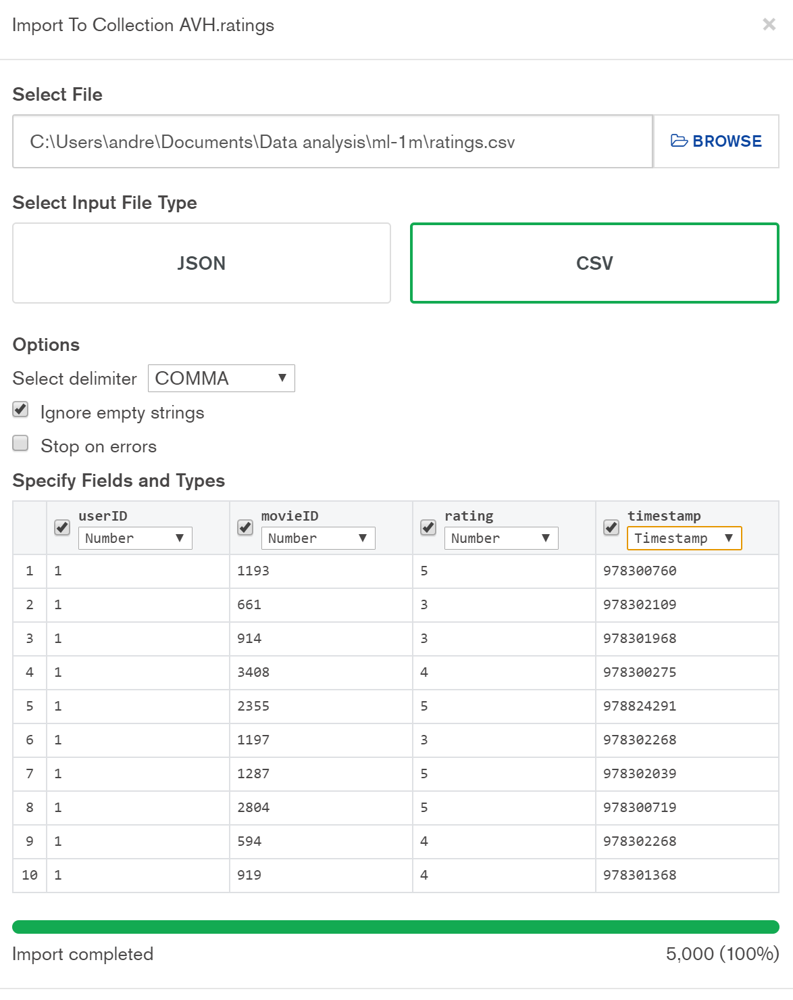 Import To Collection AVH.ratings ×
Select File
C:\Users\andre\Documents\Data analysis\ml-1m\ratings.csv BROWSE
Select Input File Type
JSON CSV
Options
Select delimiter COMMA
Ignore empty strings
Stop on errors
Specify Fields and Types
userID movieID rating timestamp
Number Number Number Timestamp
1 1 1193 5 978300760
2 1 661 3 978302109
3 1 914 3 978301968
4 1 3408 4 978300275
5 1 2355 5 978824291
6 1 1197 3 978302268
7 1 1287 5 978302039
8 1 2804 5 978300719
9 1 594 4 978302268
10 1 919 4 978301368
Import completed 5,000 (100%)